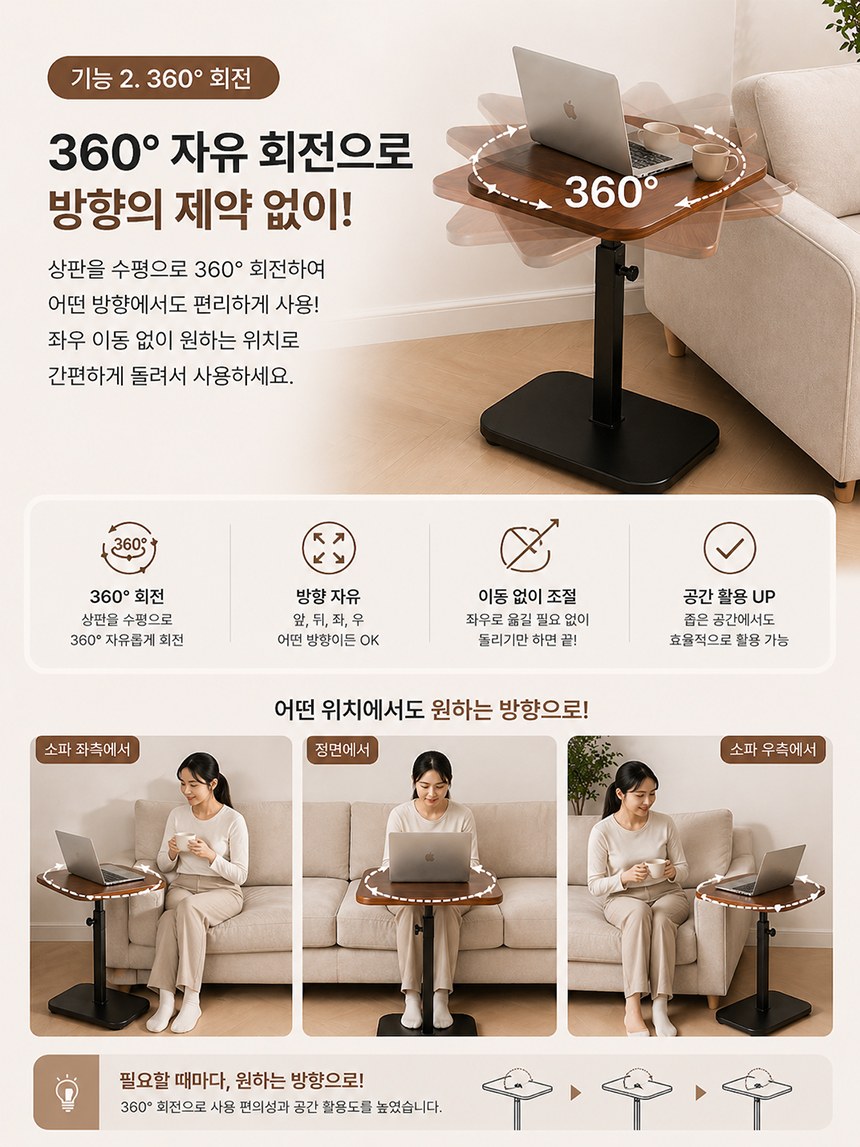 기능 2. 360° 회전
360° 자유 회전으로
방향의 제약 없이!
상판을 수평으로 360° 회전하여
어떤 방향에서도 편리하게 사용!
좌우 이동 없이 원하는 위치로
간편하게 돌려서 사용하세요.
360°
360°
360° 회전
상판을 수평으로
360° 자유롭게 회전
방향 자유
앞, 뒤, 좌, 우
어떤 방향이든 OK
이동 없이 조절
좌우로 옮길 필요 없이
돌리기만 하면 끝!
공간 활용 UP
좁은 공간에서도
효율적으로 활용 가능
어떤 위치에서도 원하는 방향으로!
소파 좌측에서
정면에서
소파 우측에서
필요할 때마다, 원하는 방향으로!
360° 회전으로 사용 편의성과 공간 활용도를 높였습니다.